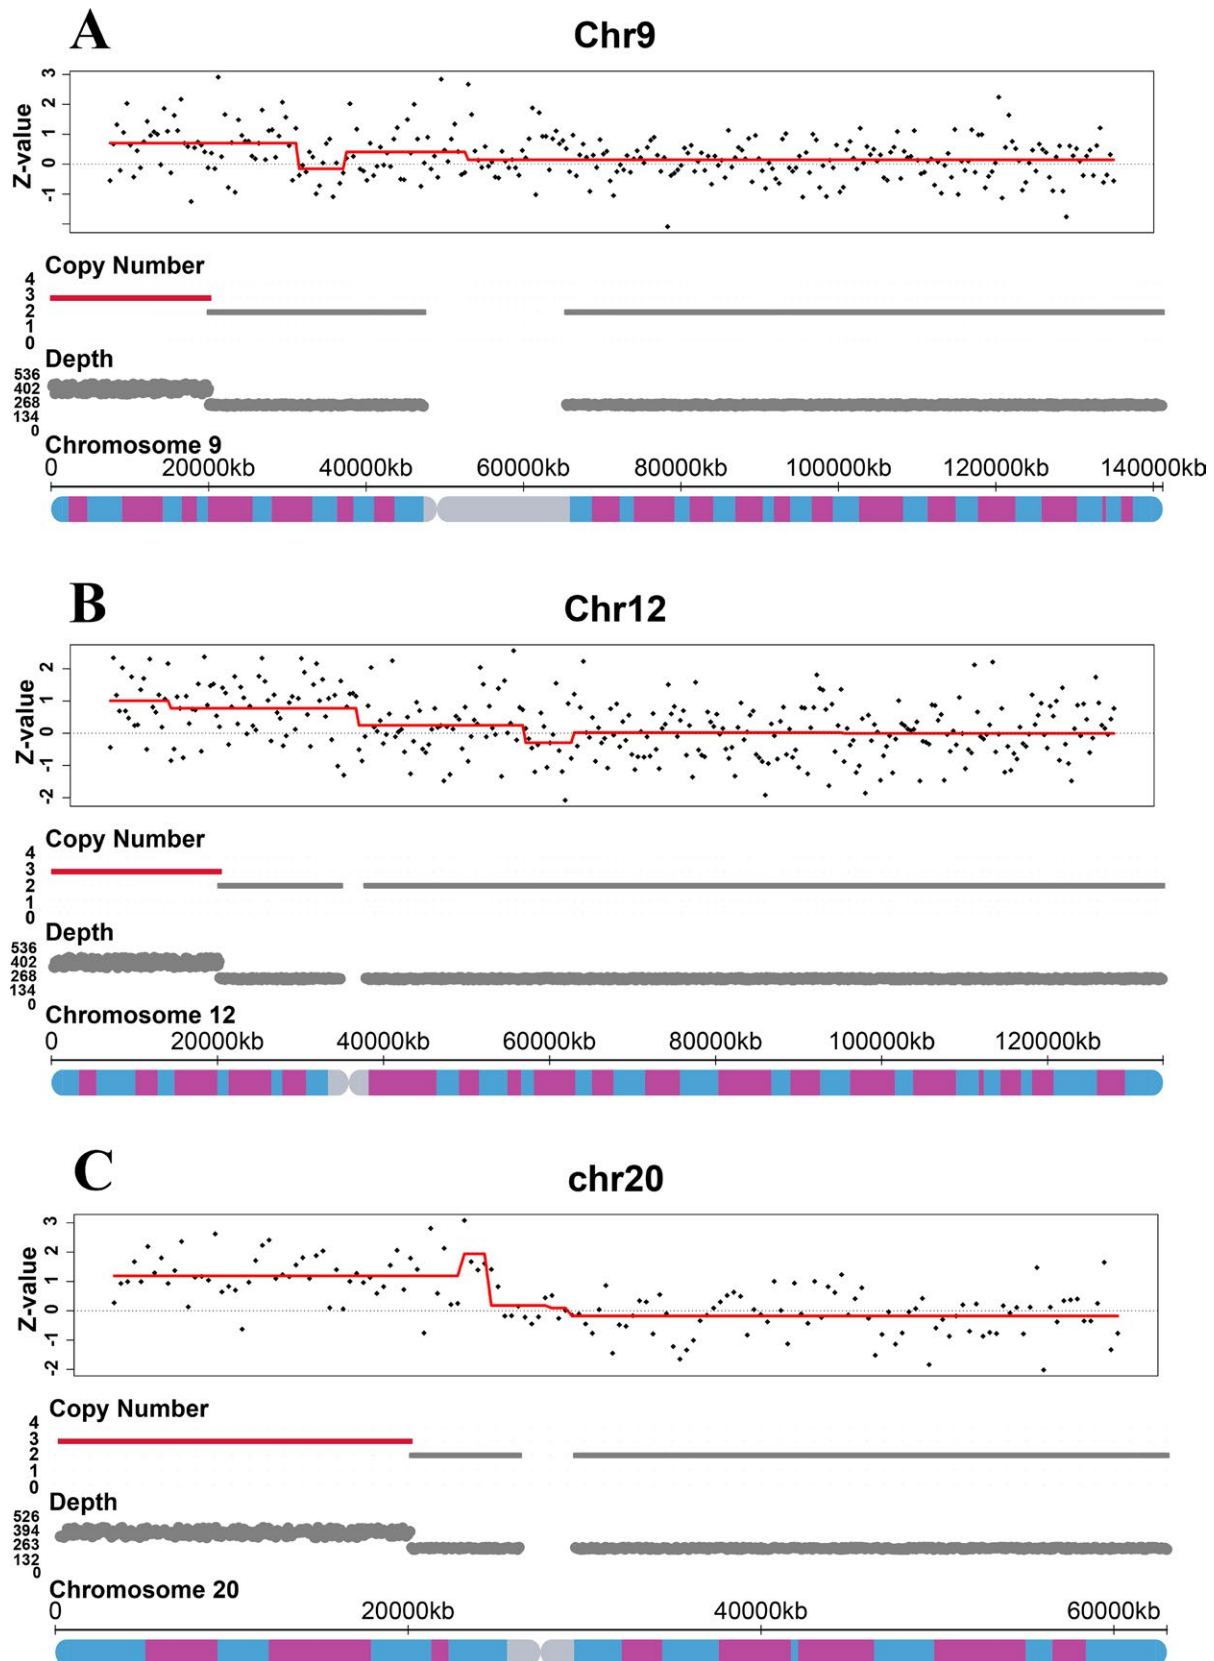 A
Chr9
Z-value
3
2
1
0
-1
Copy Number
4
3
2
1
0
Depth
536
402
268
134
0
Chromosome 9
0 20000kb 40000kb 60000kb 80000kb 100000kb 120000kb 140000kb
B
Chr12
Z-value
2
1
0
-1
-2
Copy Number
4
3
2
1
0
Depth
536
402
268
134
0
Chromosome 12
0 20000kb 40000kb 60000kb 80000kb 100000kb 120000kb
C
chr20
Z-value
3
2
1
0
-1
-2
Copy Number
4
3
2
1
0
Depth
526
394
263
132
0
Chromosome 20
0 20000kb 40000kb 60000kb